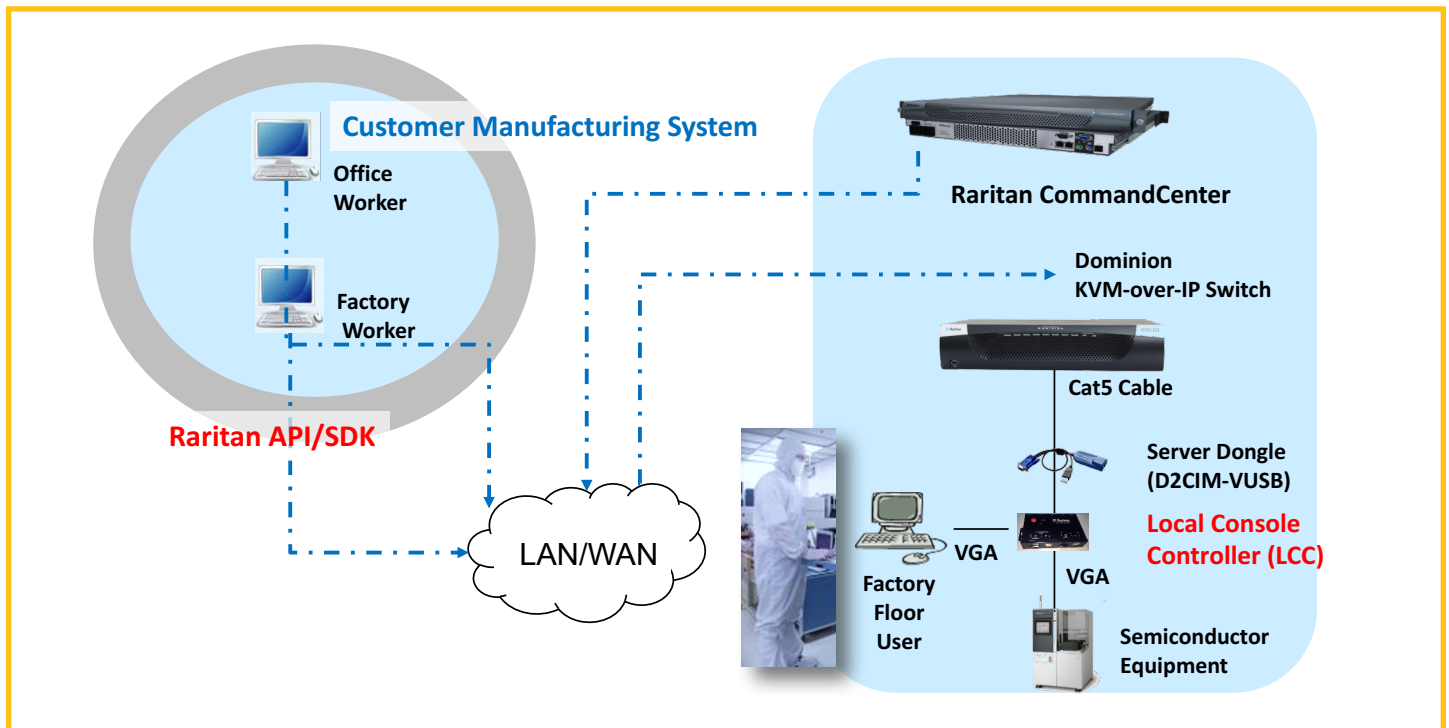 Customer Manufacturing System
Office
Worker
Factory
Worker
Raritan API/SDK
LAN/WAN
Raritan CommandCenter
Dominion
KVM-over-IP Switch
Cat5 Cable
Server Dongle
(D2CIM-VUSB)
Local Console
Controller (LCC)
VGA
VGA
Factory
Floor
User
Semiconductor
Equipment